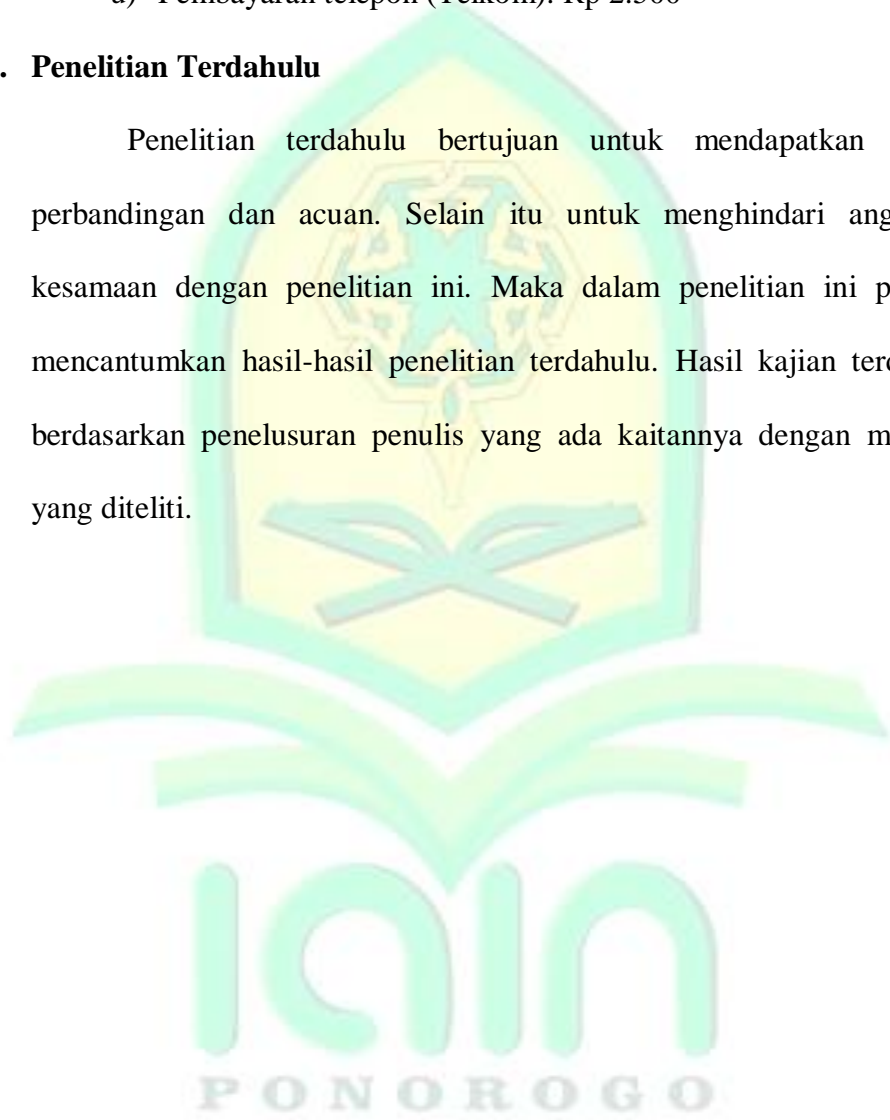 Pembayaran telepon (Telkom): Rp 2.500
. Penelitian Terdahulu
Penelitian terdahulu bertujuan untuk mendapatkan
perbandingan dan acuan. Selain itu untuk menghindari ang
kesamaan dengan penelitian ini. Maka dalam penelitian ini p
mencantumkan hasil-hasil penelitian terdahulu. Hasil kajian terd
berdasarkan penelusuran penulis yang ada kaitannya dengan m
yang diteliti.
iain
PONOROGO